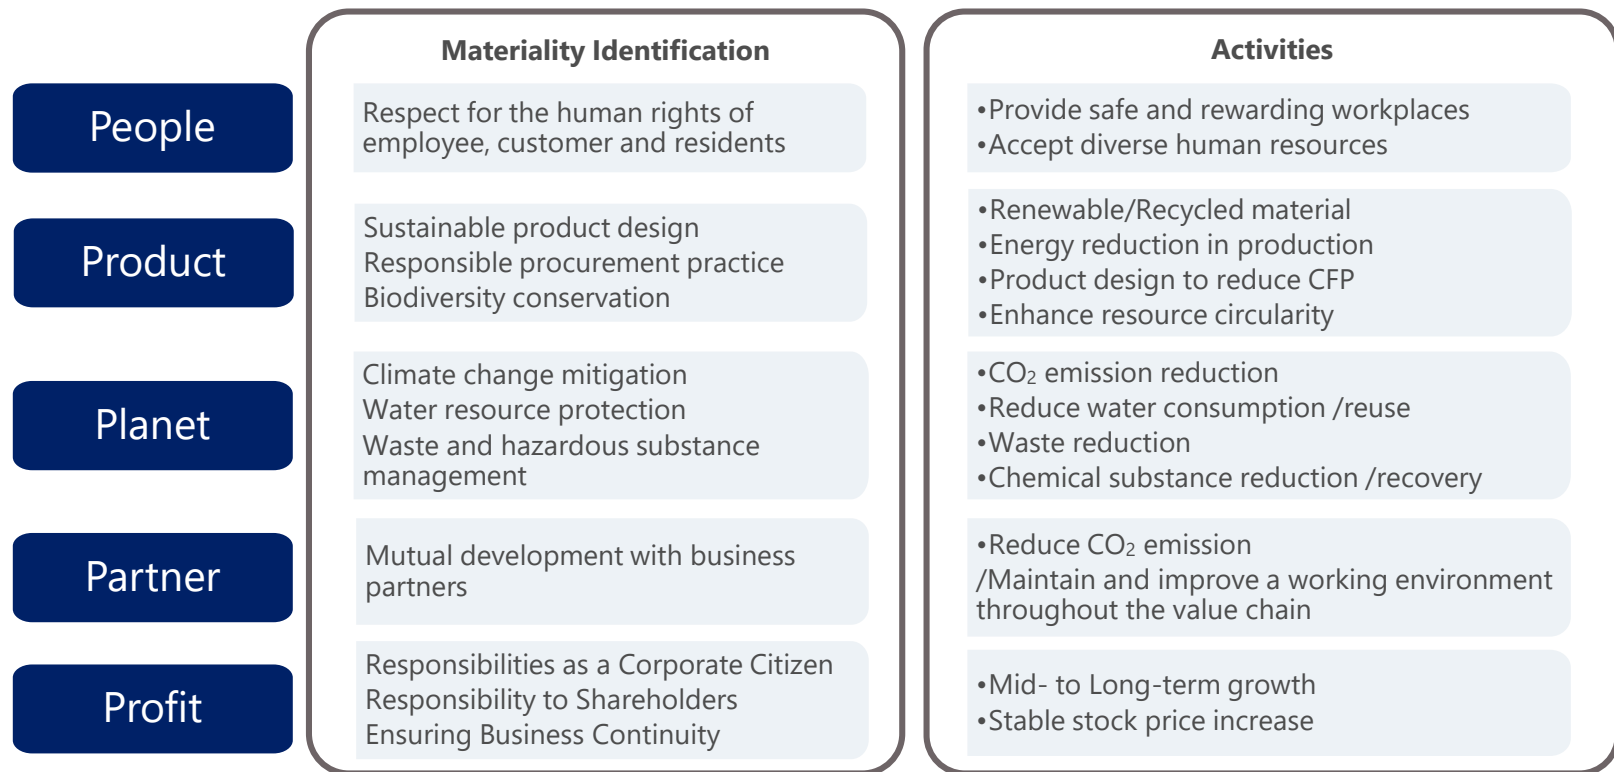 Materiality Identification
Activities
People
Respect for the human rights of
employee, customer and residents
•Provide safe and rewarding workplaces
•Accept diverse human resources
Product
Sustainable product design
Responsible procurement practice
Biodiversity conservation
•Renewable/Recycled material
•Energy reduction in production
•Product design to reduce CFP
•Enhance resource circularity
Planet
Climate change mitigation
Water resource protection
Waste and hazardous substance
management
•CO₂ emission reduction
•Reduce water consumption /reuse
•Waste reduction
•Chemical substance reduction /recovery
Partner
Mutual development with business
partners
•Reduce CO₂ emission
/Maintain and improve a working environment
throughout the value chain
Profit
Responsibilities as a Corporate Citizen
Responsibility to Shareholders
Ensuring Business Continuity
•Mid- to Long-term growth
•Stable stock price increase